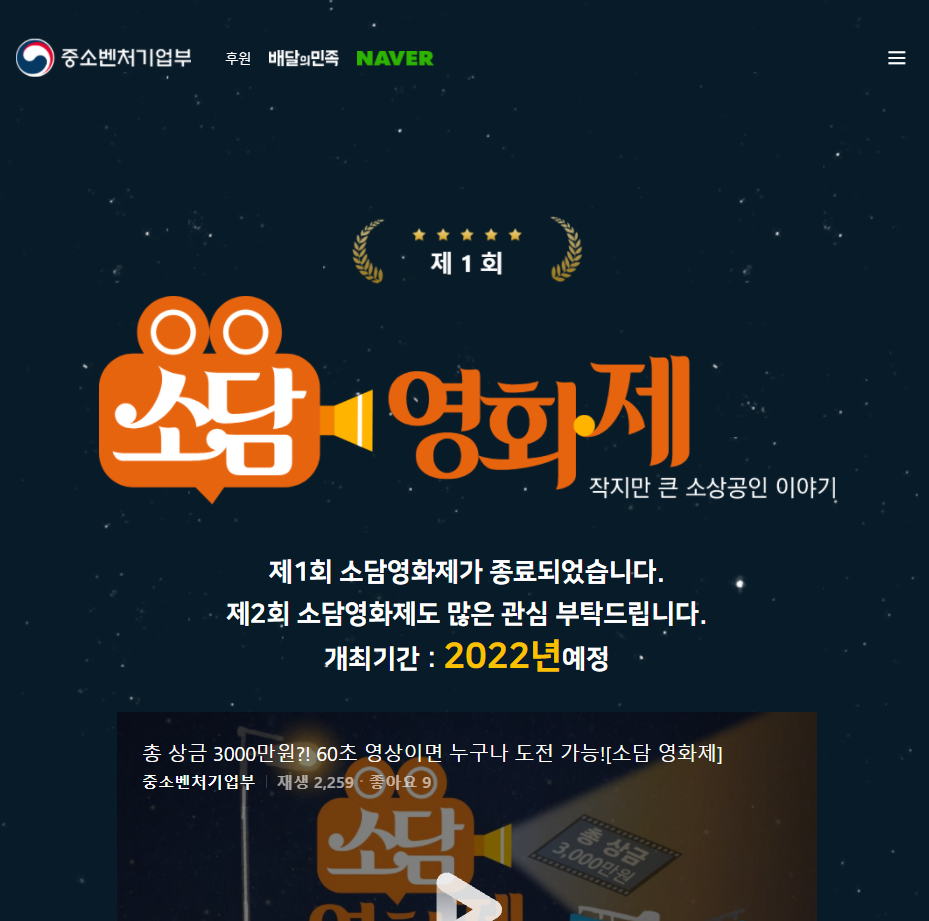 중소벤처기업부 후원 배달의민족 NAVER
제 1 회
소담 영화제
작지만 큰 소상공인 이야기
제1회 소담영화제가 종료되었습니다.
제2회 소담영화제도 많은 관심 부탁드립니다.
개최기간 : 2022년예정
총 상금 3000만원?! 60초 영상이면 누구나 도전 가능![소담 영화제]
중소벤처기업부 재생 2,259 · 좋아요 9
소담
총 상금
3,000만원